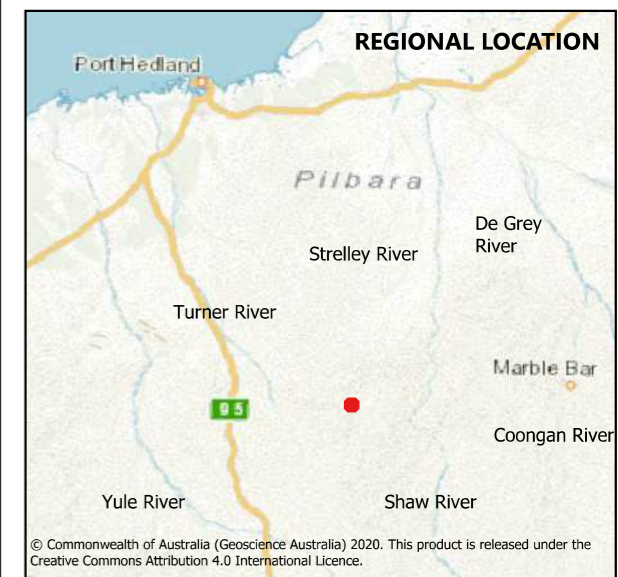 REGIONAL LOCATION
Port Hedland
Pilbara
De Grey
River
Strelley River
Turner River
Marble Bar
95
Coongan River
Yule River
Shaw River
© Commonwealth of Australia (Geoscience Australia) 2020. This product is released under the
Creative Commons Attribution 4.0 International Licence.